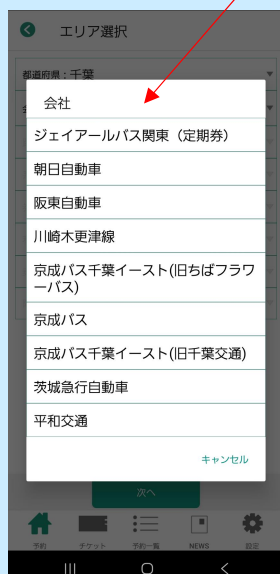 エリア選択
都道府県：千葉
会社
ジェイアールバス関東（定期券）
朝日自動車
阪東自動車
川崎木更津線
京成バス千葉イースト(旧ちばフラワ
ーバス)
京成バス
京成バス千葉イースト(旧千葉交通)
茨城急行自動車
平和交通
キャンセル
次へ
予約
チケット
予約一覧
NEWS
設定